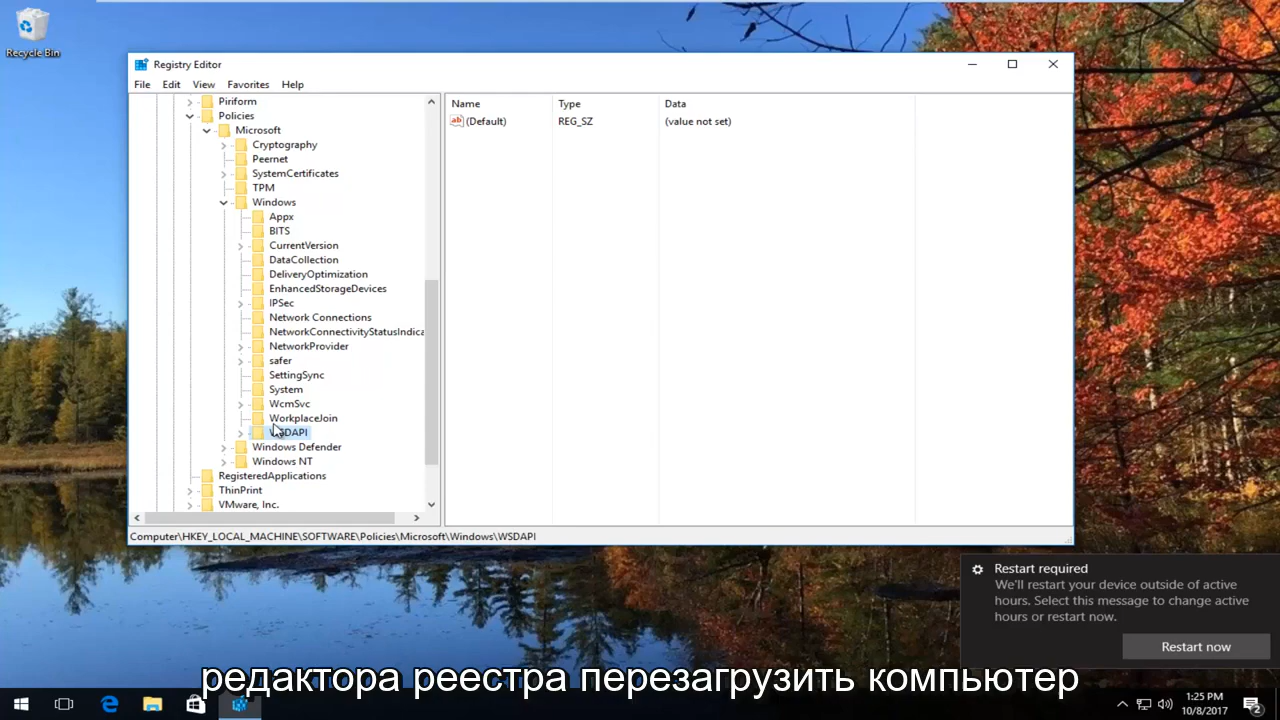 Recycle Bin
Registry Editor
File Edit View Favorites Help
Piriform
Policies
Microsoft
Cryptography
Peernet
SystemCertificates
TPM
Windows
Appx
BITS
CurrentVersion
DataCollection
DeliveryOptimization
EnhancedStorageDevices
IPSec
Network Connections
NetworkConnectivityStatusIndica
NetworkProvider
safer
SettingSync
System
WcmSvc
WorkplaceJoin
WSDAPI
Windows Defender
Windows NT
RegisteredApplications
ThinPrint
VMware, Inc.
Name Type Data
(Default) REG_SZ (value not set)
Computer\HKEY_LOCAL_MACHINE\SOFTWARE\Policies\Microsoft\Windows\WSDAPI
Restart required
We'll restart your device outside of active
hours. Select this message to change active
hours or restart now.
Restart now
редактора реестра перезагрузить компьютер
1:25 PM
10/8/2017
2